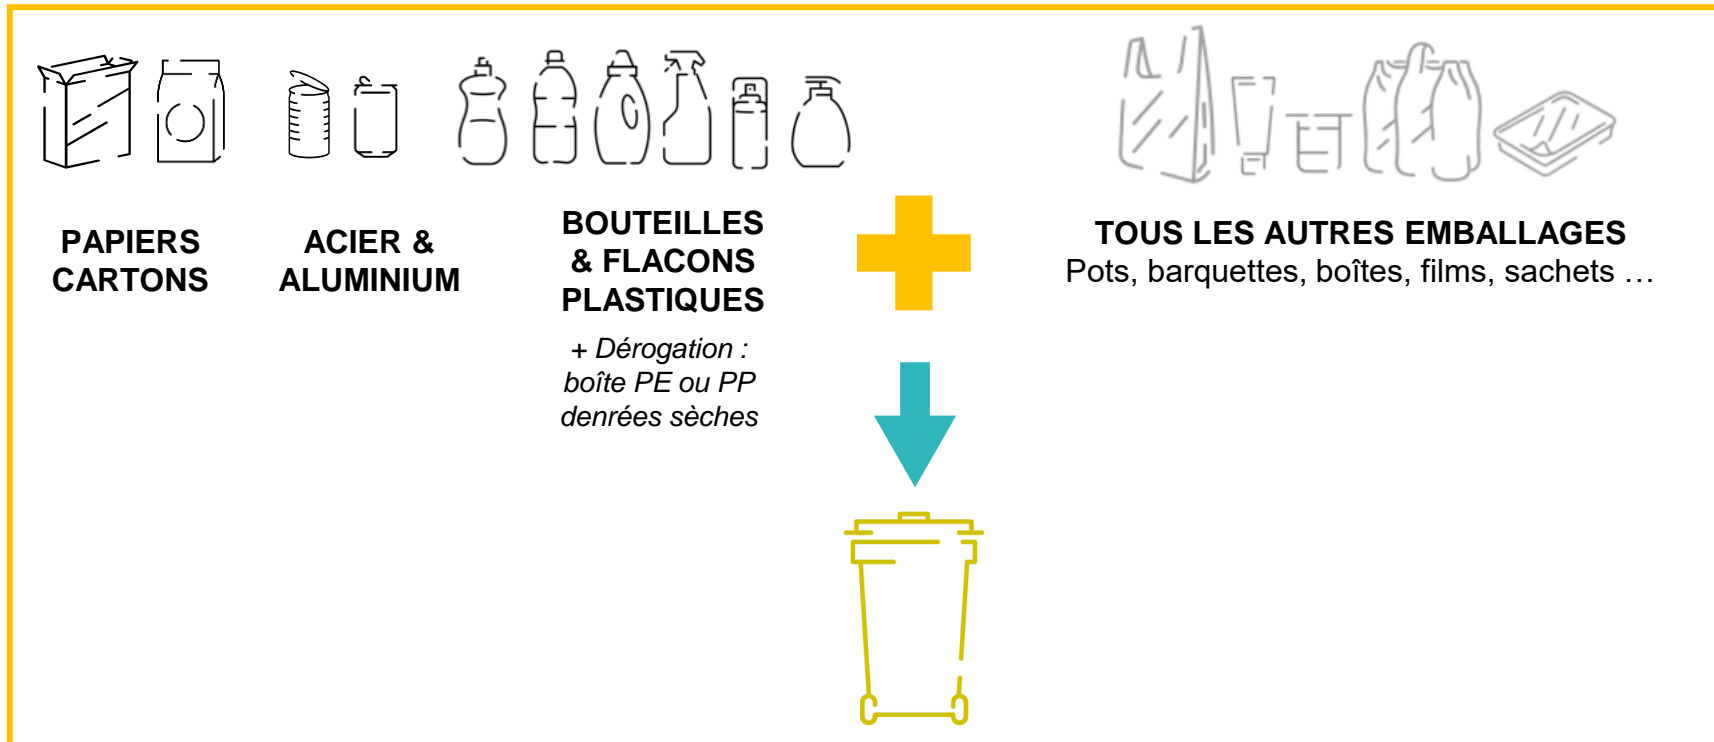 PAPIERS
CARTONS
ACIER &
ALUMINIUM
BOUTEILLES
& FLACONS
PLASTIQUES
+ Dérogation :
boîte PE ou PP
denrées sèches
TOUS LES AUTRES EMBALLAGES
Pots, barquettes, boîtes, films, sachets …